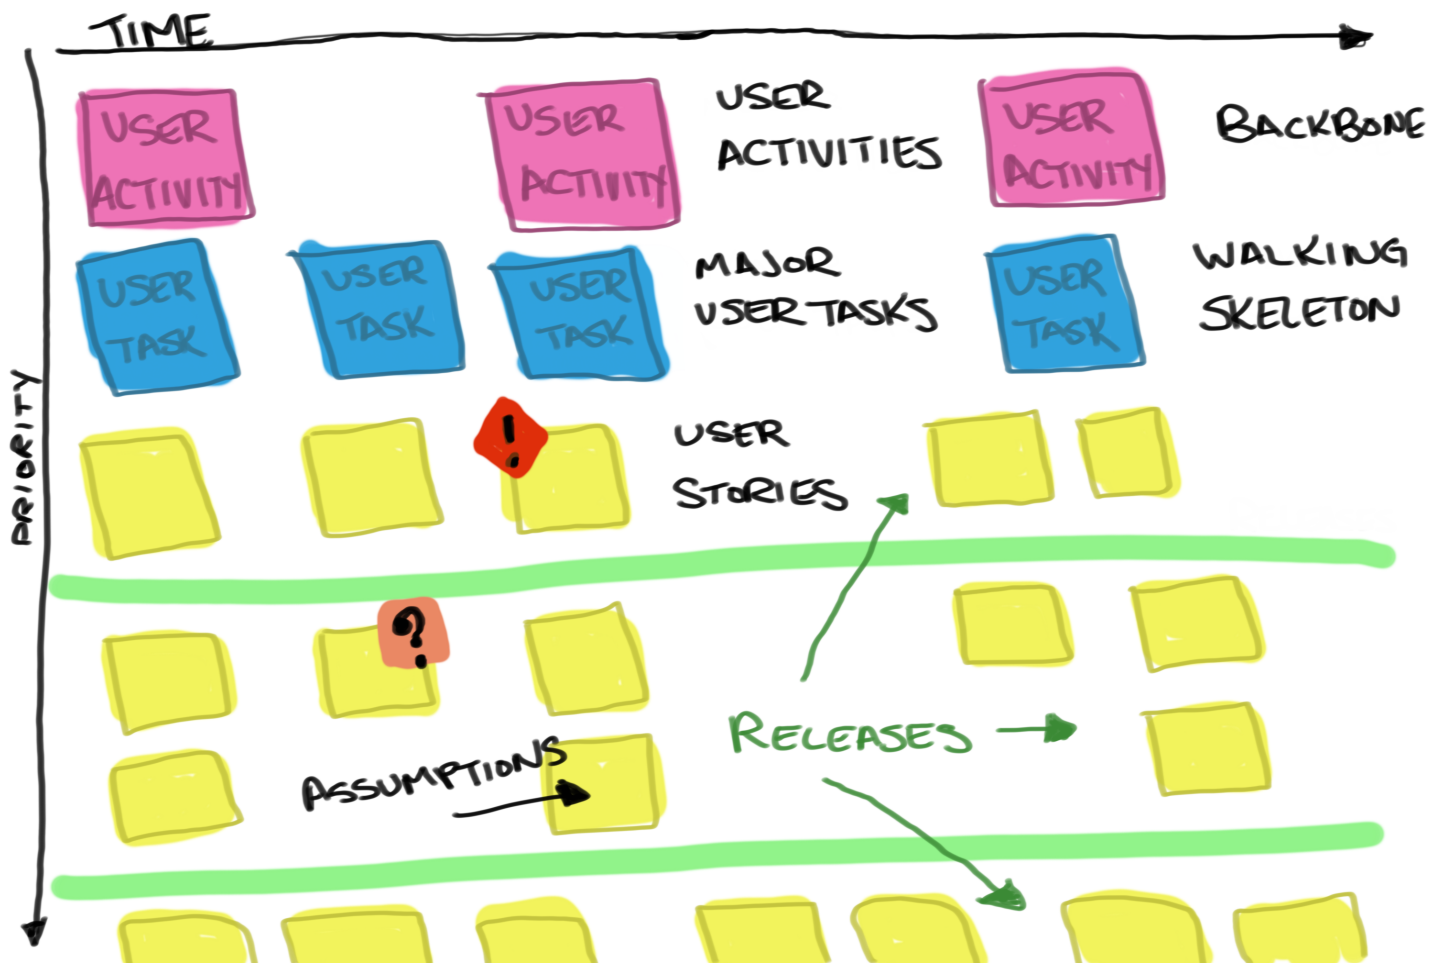 TIME
USER
ACTIVITY
USER
ACTIVITY
USER
ACTIVITIES
USER
ACTIVITY
BACKBONE
USER
TASK
USER
TASK
USER
TASK
MAJOR
USER TASKS
USER
TASK
WALKING
SKELETON
PRIORITY
!
USER
STORIES
?
RELEASES
ASSUMPTIONS